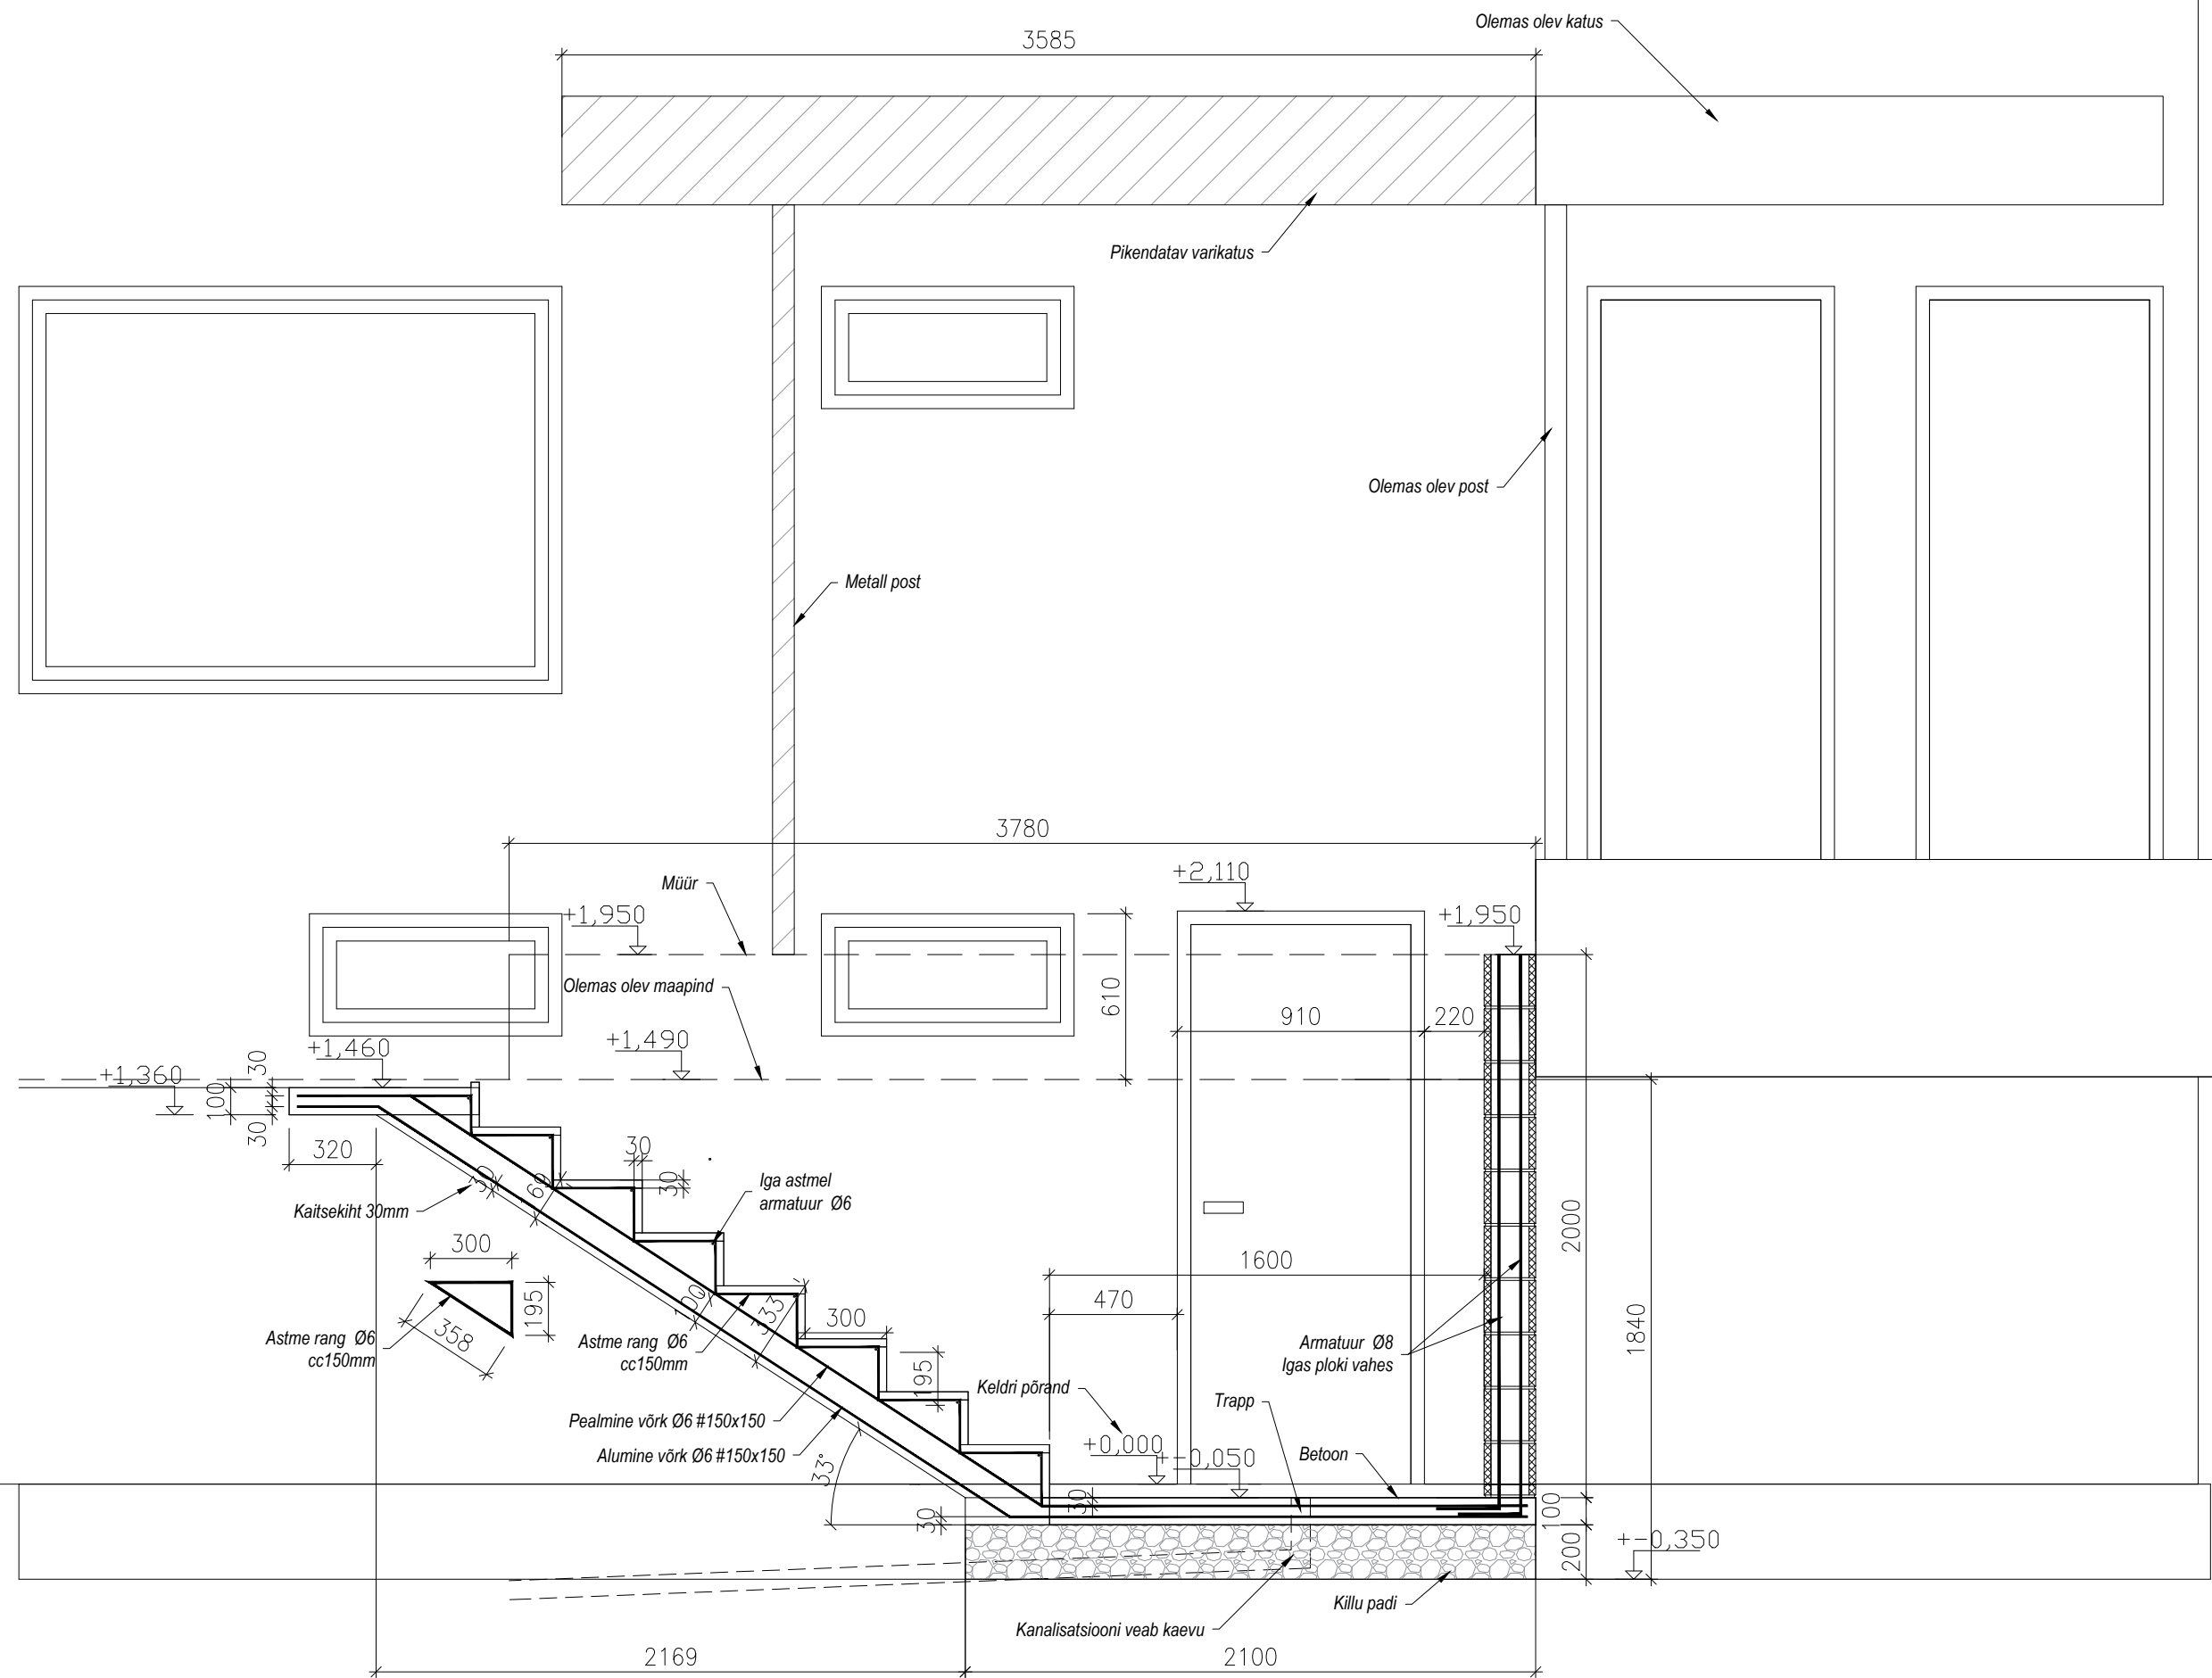 Olemas olev katus
3585
Pikendatav varikatus
Olemas olev post
Metall post
3780
Müür
+2,110
+1,950
+1,950
Olemas olev maapind
610
910
220
+1,490
+1,460
+1,360
30
100
30
320
30
30
Iga astmel
armatuur Ø6
30
Kaitsekiht 30mm
300
195
358
Astme rang Ø6
cc150mm
100
333
300
Astme rang Ø6
cc150mm
195
1600
470
2000
1840
Armatuur Ø8
Igas ploki vahes
Keldri põrand
Trapp
Pealmine võrk Ø6 #150x150
Alumine võrk Ø6 #150x150
33°
+0,000
+-0,050
Betoon
30
30
100
200
+-0,350
Killu padi
Kanalisatsiooni veab kaevu
2169
2100